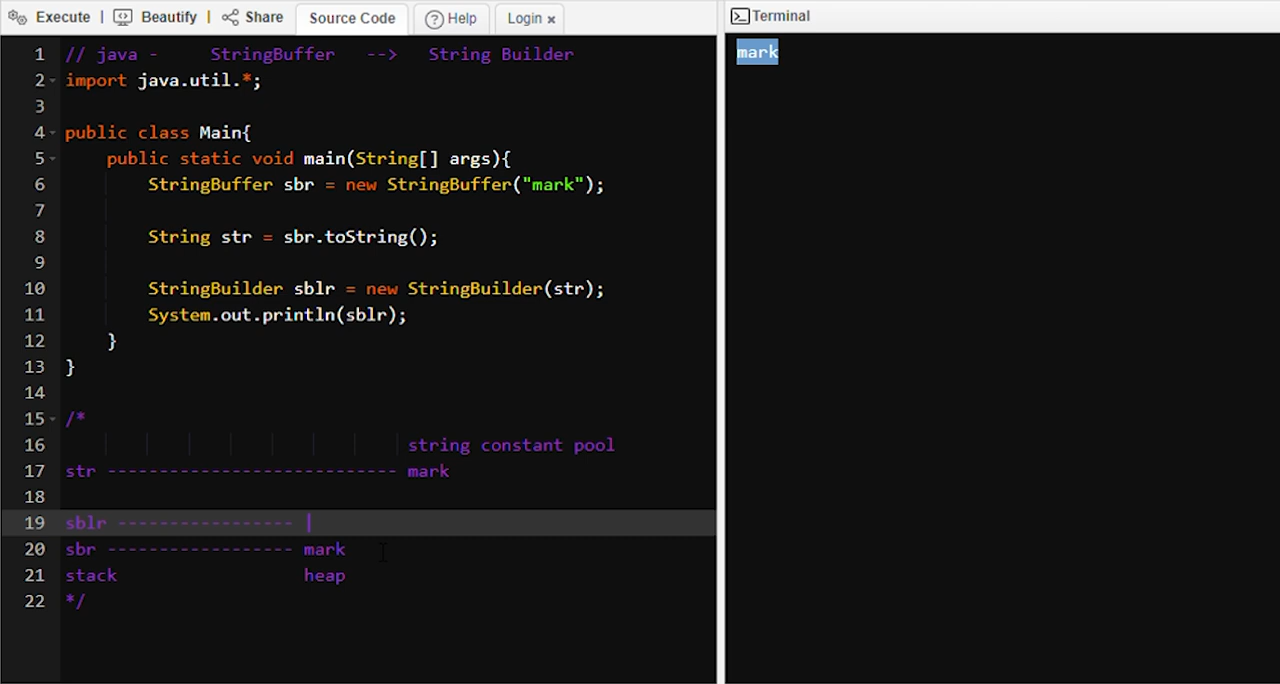 Execute | Beautify | Share Source Code Help Login × Terminal
1 // java -     StringBuffer   -->   String Builder
2 import java.util.*;
3
4 public class Main{
5     public static void main(String[] args){
6         StringBuffer sbr = new StringBuffer("mark");
7
8         String str = sbr.toString();
9
10         StringBuilder sblr = new StringBuilder(str);
11         System.out.println(sblr);
12     }
13 }
14
15 /*
16                                  string constant pool
17 str ---------------------------- mark
18
19 sblr -----------------
20 sbr ------------------ mark
21 stack                  heap
22 */
mark